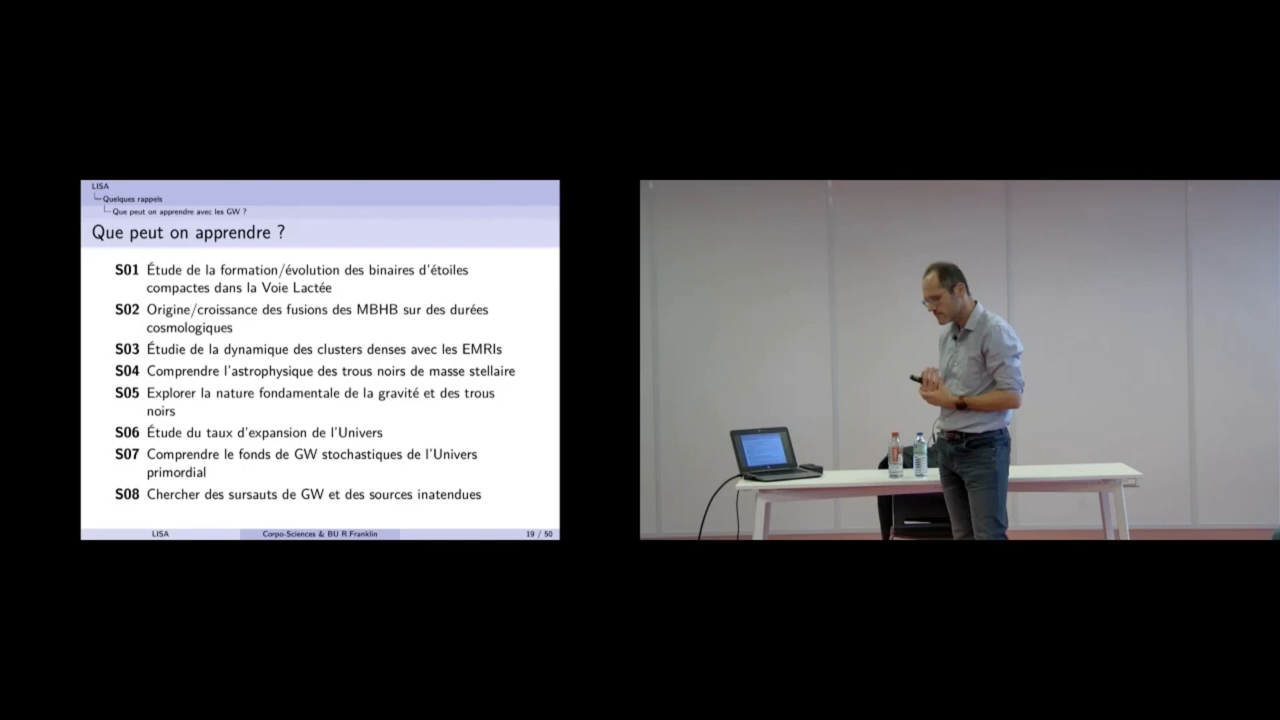 LISA
Quelques rappels
Que peut on apprendre avec les GW ?
Que peut on apprendre ?
S01 Étude de la formation/évolution des binaires d'étoiles
compactes dans la Voie Lactée
S02 Origine/croissance des fusions des MBHB sur des durées
cosmologiques
S03 Étudie de la dynamique des clusters denses avec les EMRIs
S04 Comprendre l'astrophysique des trous noirs de masse stellaire
S05 Explorer la nature fondamentale de la gravité et des trous
noirs
S06 Étude du taux d'expansion de l'Univers
S07 Comprendre le fonds de GW stochastiques de l'Univers
primordial
S08 Chercher des sursauts de GW et des sources inatendues
LISA Corpo-Sciences & BU R.Franklin 19 / 50